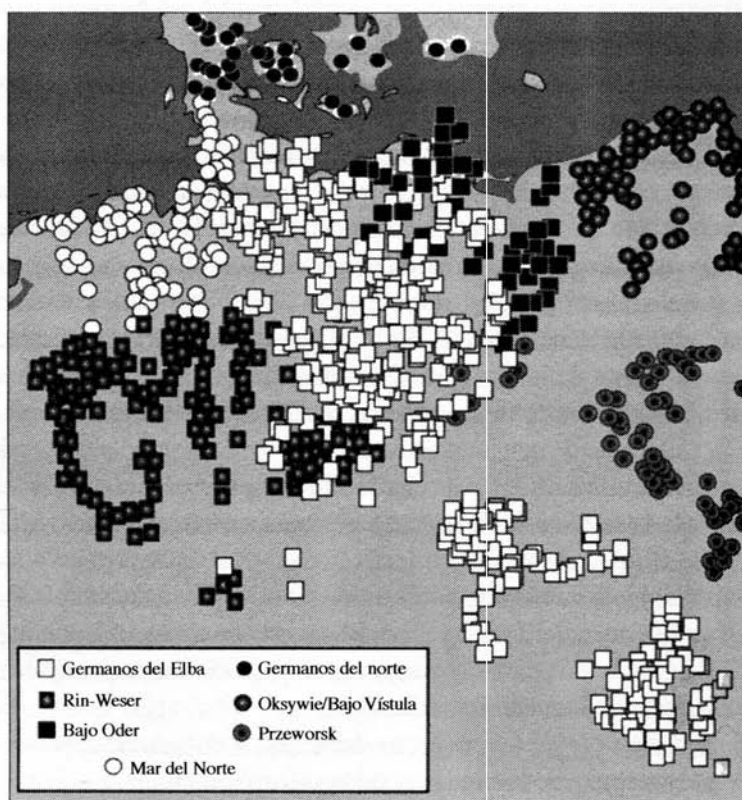 Germanos del Elba
Rin-Weser
Bajo Oder
Mar del Norte
Germanos del norte
Oksywie/Bajo Vístula
Przeworsk